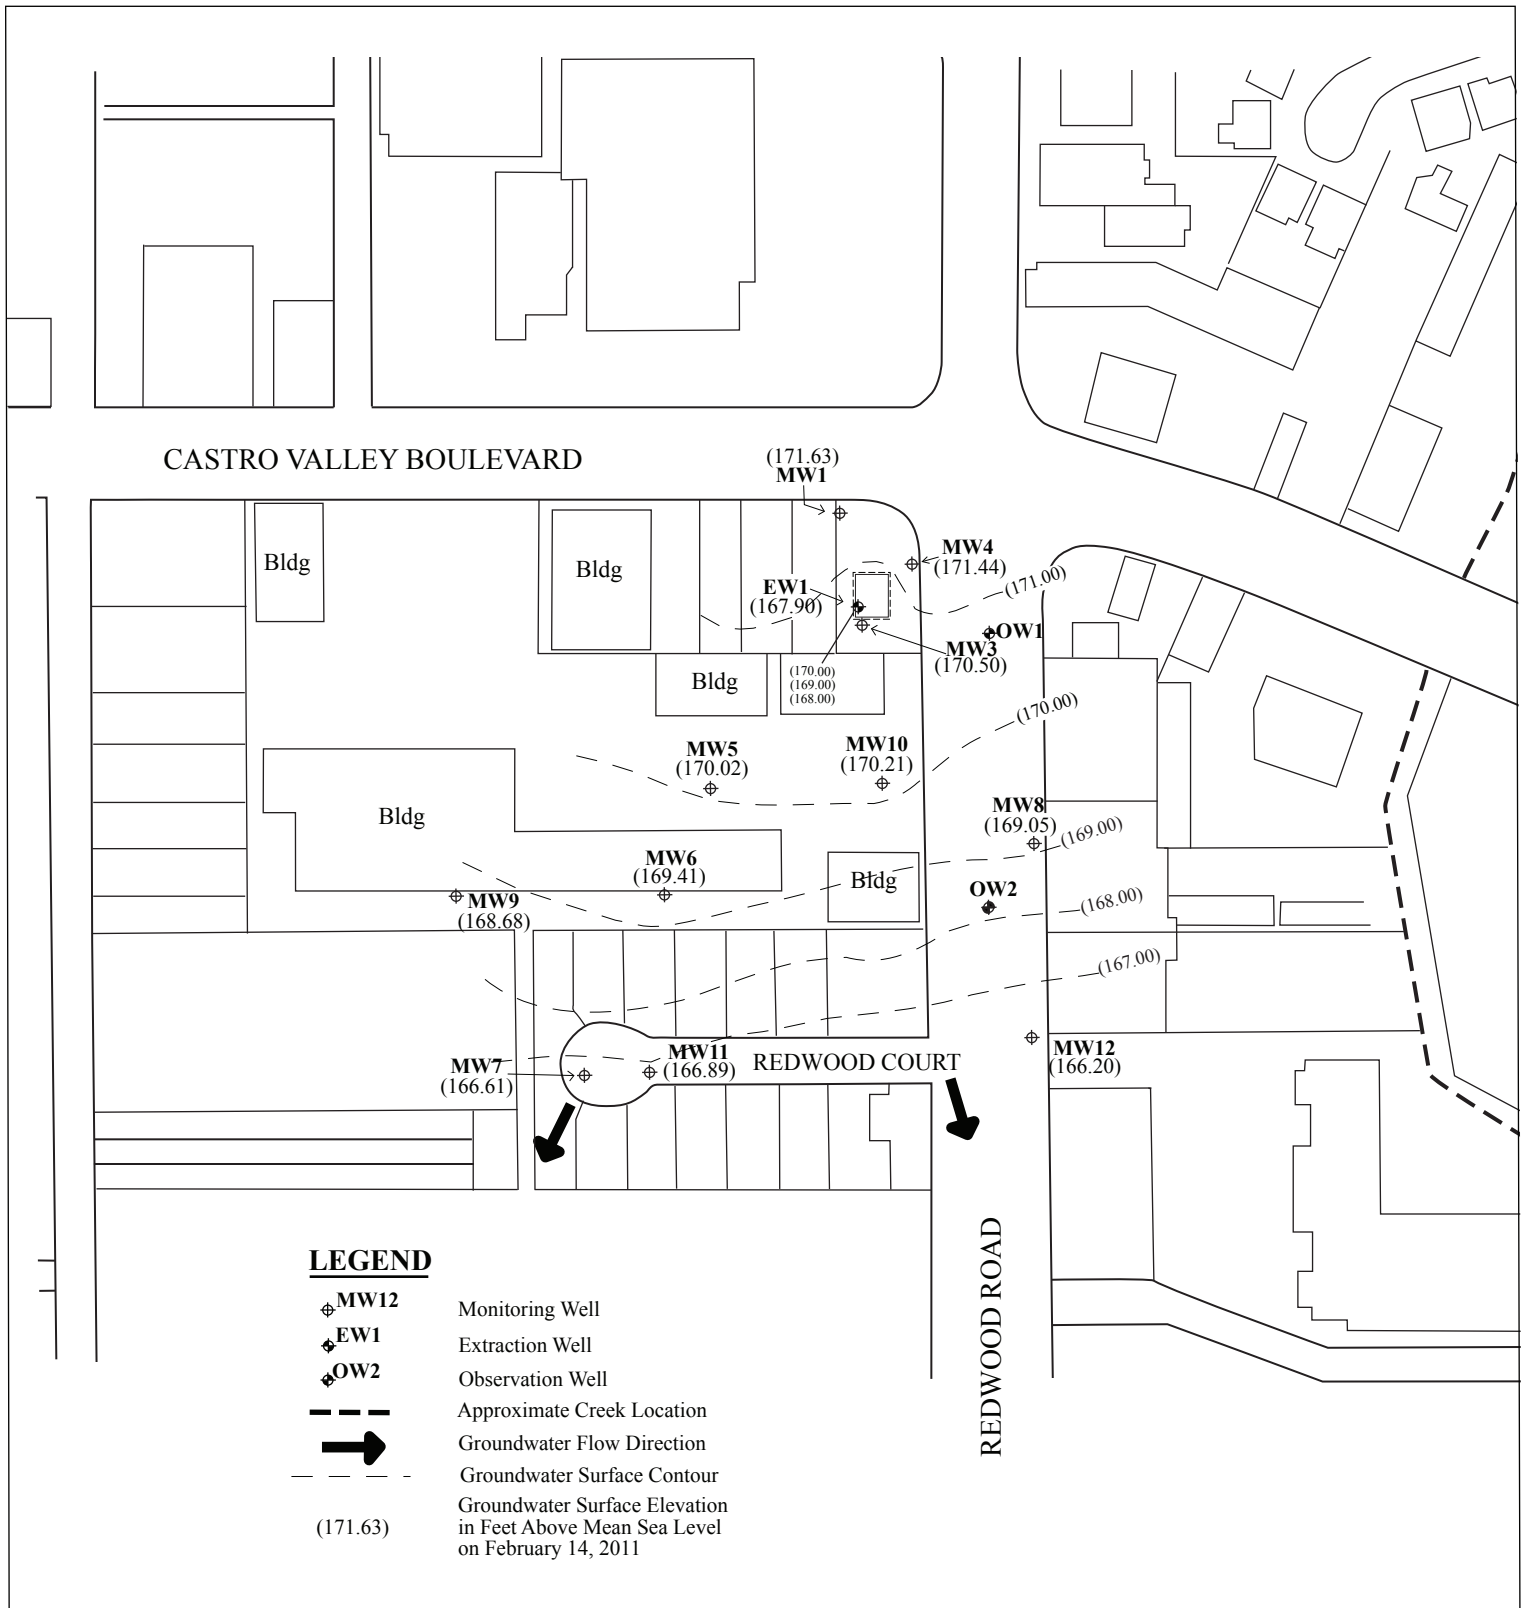 CASTRO VALLEY BOULEVARD
(171.63)
MW1
Bldg
Bldg
MW4
(171.44)
EW1
(167.90)
(171.00)
OW1
MW3
(170.50)
(170.00)
(169.00)
(168.00)
Bldg
(170.00)
MW5
(170.02)
MW10
(170.21)
MW8
(169.05)
(169.00)
Bldg
MW6
(169.41)
Bldg
OW2
(168.00)
MW9
(168.68)
(167.00)
MW7
(166.61)
MW11
(166.89)
REDWOOD COURT
MW12
(166.20)
REDWOOD ROAD
LEGEND
MW12
Monitoring Well
EW1
Extraction Well
OW2
Observation Well
Approximate Creek Location
Groundwater Flow Direction
Groundwater Surface Contour
(171.63)
Groundwater Surface Elevation
in Feet Above Mean Sea Level
on February 14, 2011